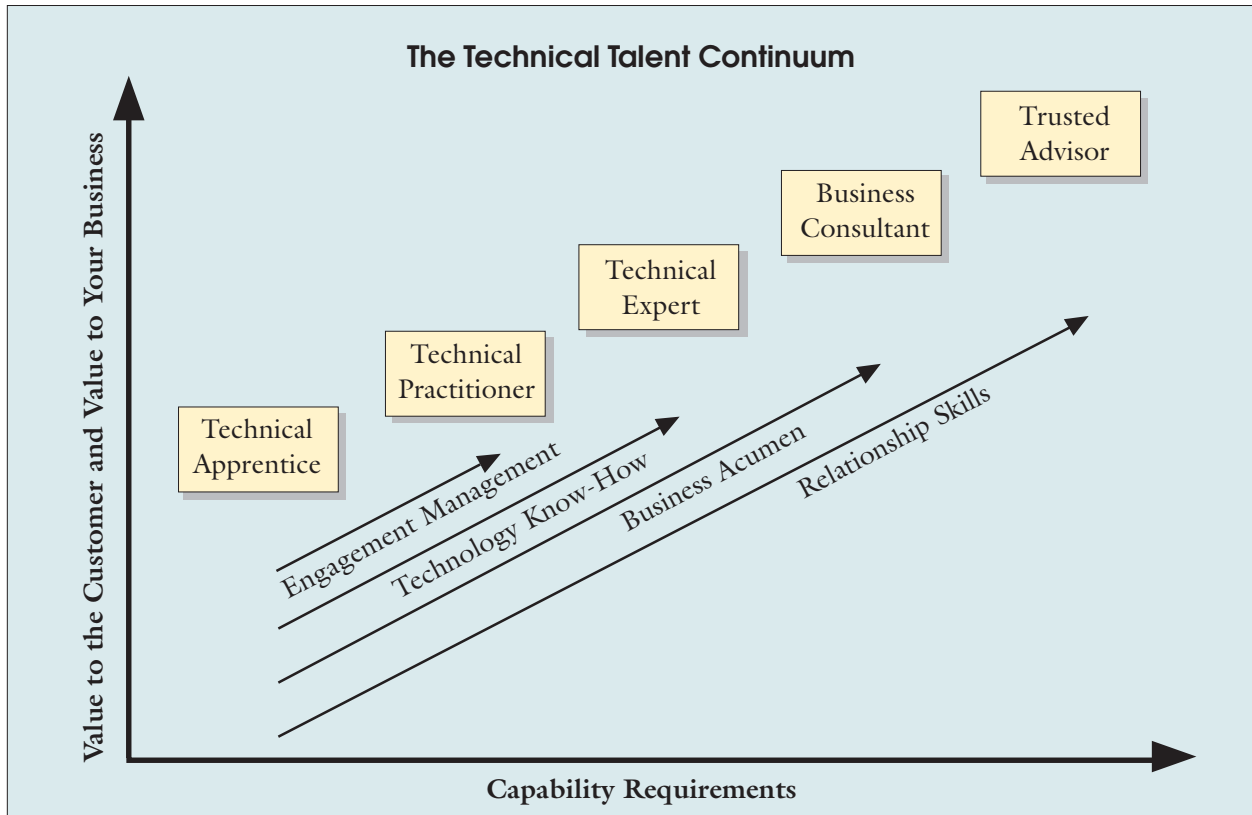 The Technical Talent Continuum
Value to the Customer and Value to Your Business
Trusted
Advisor
Business
Consultant
Technical
Expert
Technical
Practitioner
Technical
Apprentice
Engagement Management
Technology Know-How
Business Acumen
Relationship Skills
Capability Requirements